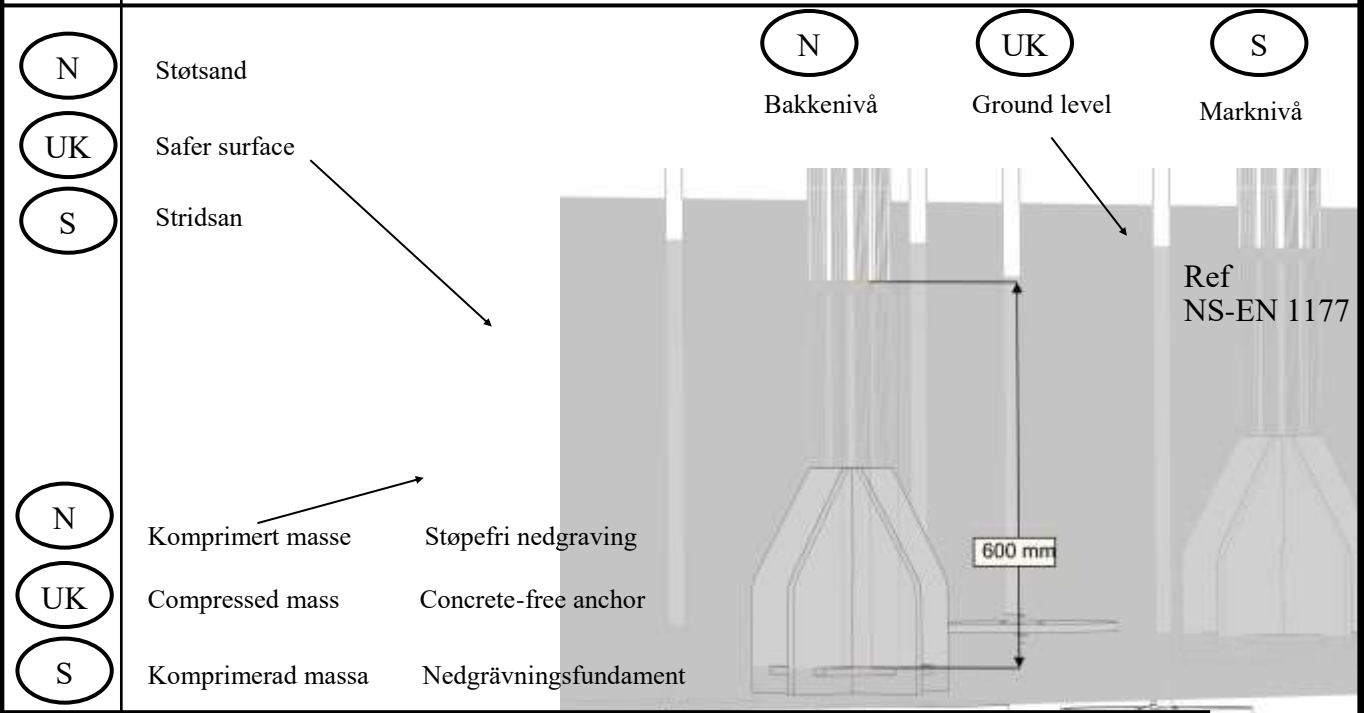 N Støtsand
UK Safer surface
S Stridsan
N UK S
Bakkenivå Ground level Marknivå
Ref
NS-EN 1177
600 mm
N Komprimert masse Støpefri nedgraving
UK Compressed mass Concrete-free anchor
S Komprimerad massa Nedgrävningsfundament